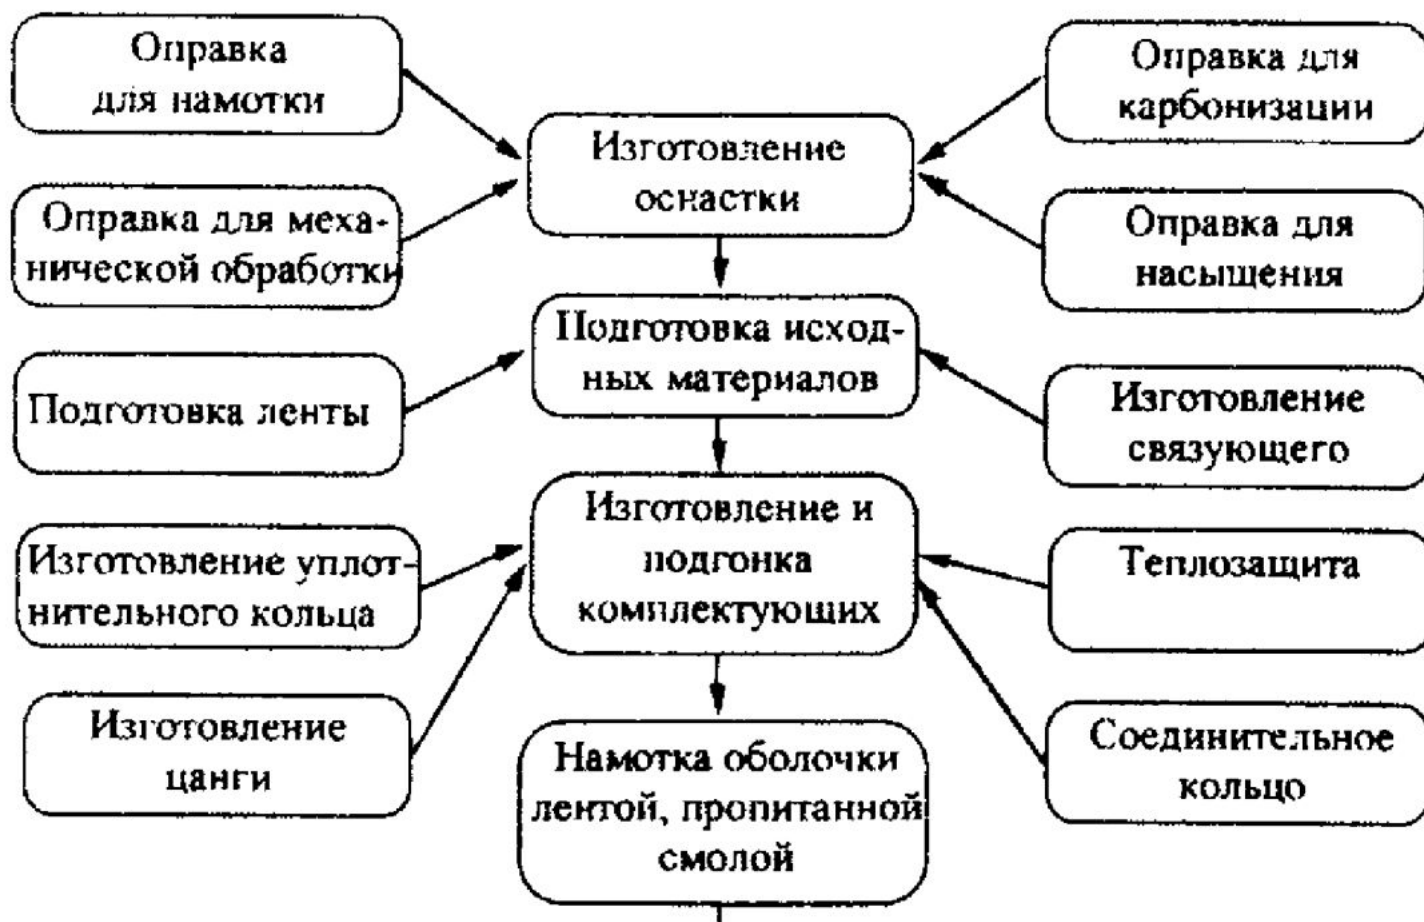 Оправка
для намотки
Оправка для
карбонизации
Изготовление
оснастки
Оправка для меха-
нической обработки
Оправка для
насыщения
Подготовка исход-
ных материалов
Подготовка ленты
Изготовление
связующего
Изготовление и
подгонка
комплектующих
Изготовление уплот-
нительного кольца
Теплозащита
Изготовление
цанги
Соединительное
кольцо
Намотка оболочки
лентой, пропитанной
смолой